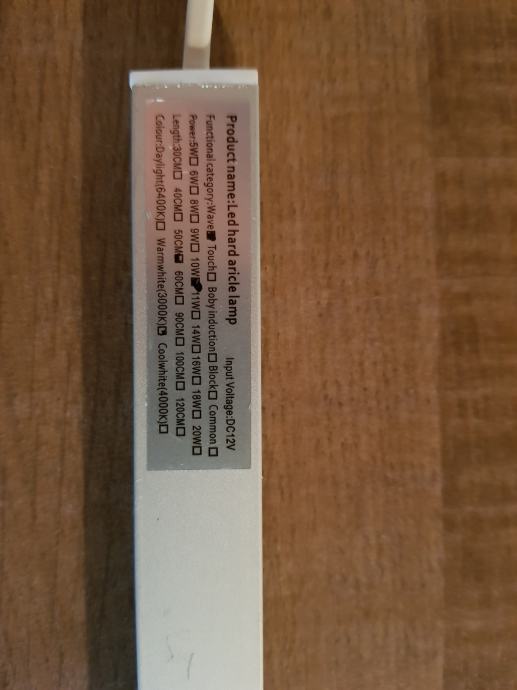 Product name:Led hard aricle lamp Input Voltage:DC12V
Functional category:Wave☑ Touch☐ Boby induction☐ Block☐ Common☐
Power:5W☐ 6W☐ 8W☐ 9W☐ 10W☑ 11W☐ 14W☐ 16W☐ 18W☐ 20W☐
Length:30CM☐ 40CM☐ 50CM☑ 60CM☐ 90CM☐ 100CM☐ 120CM☐
Colour:Daylight(6400K)☐ Warmwhite(3000K)☑ Coolwhite(4000K)☐